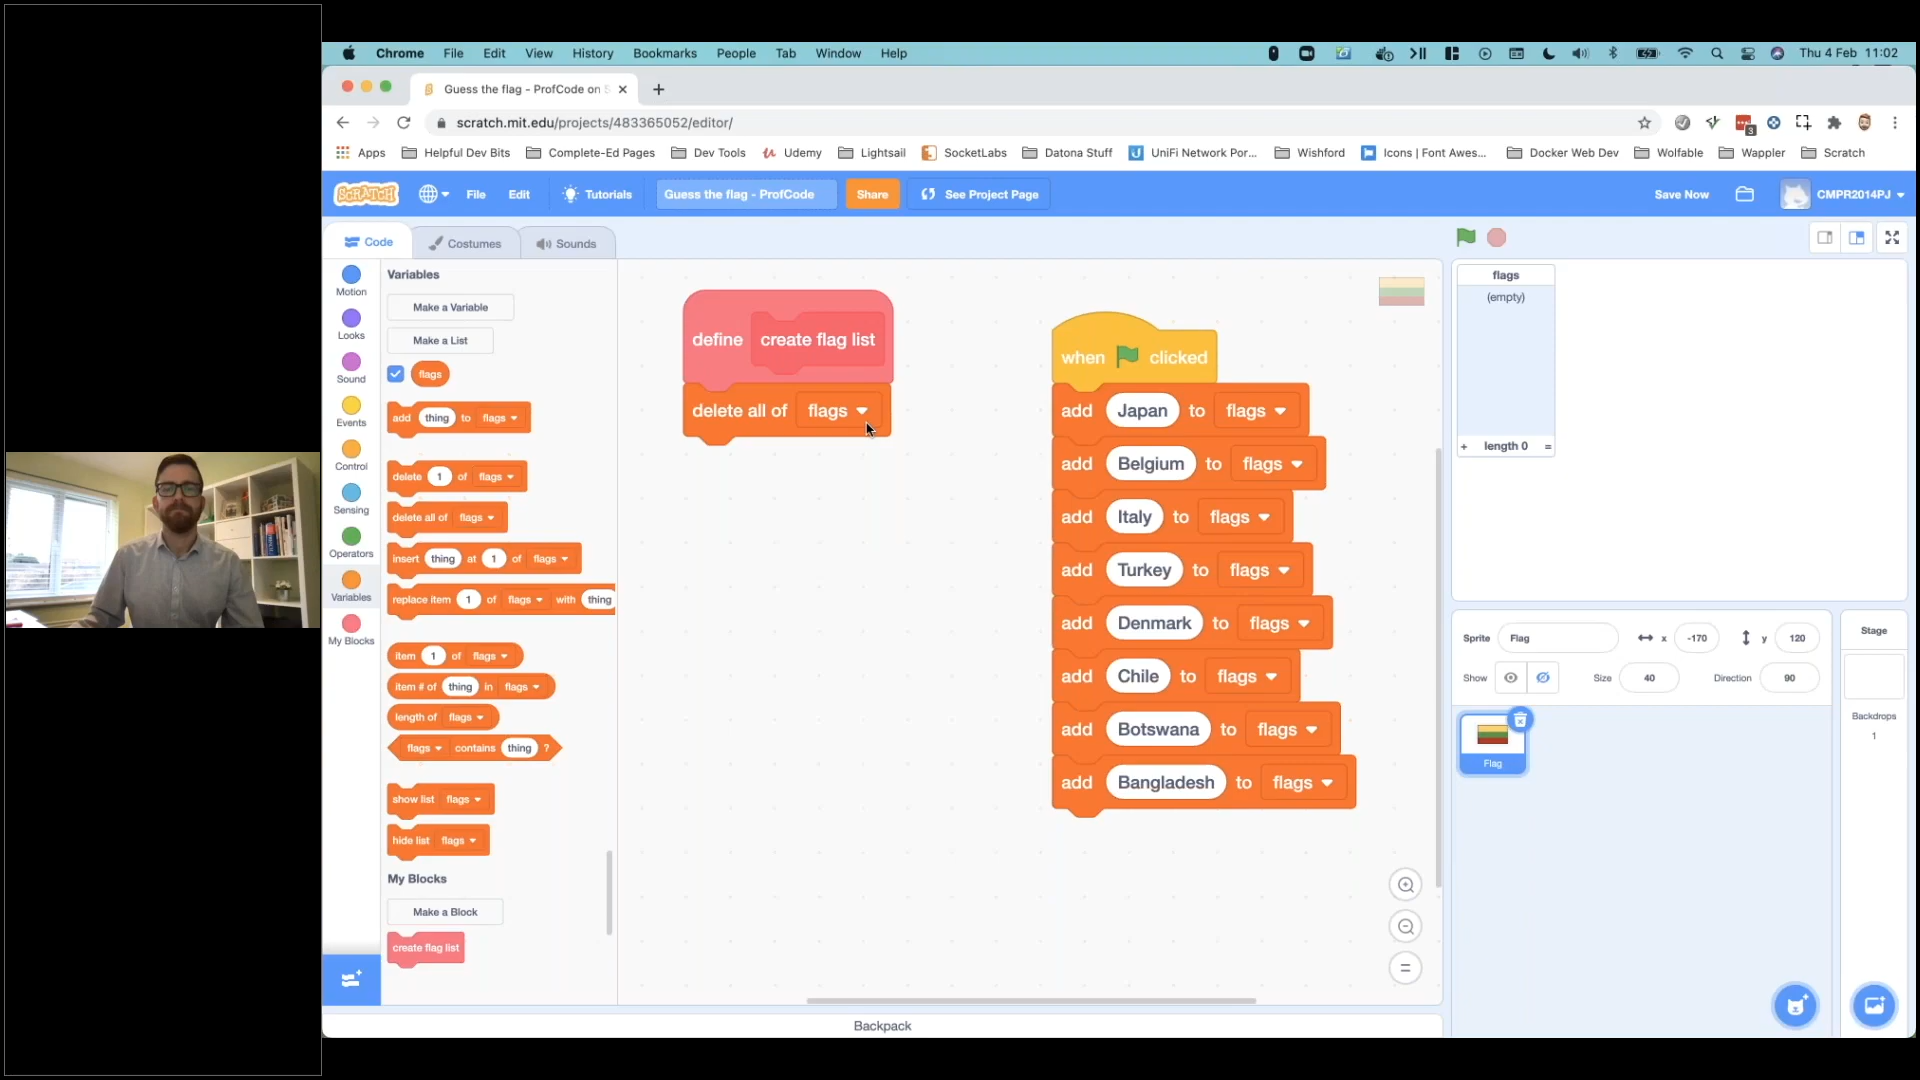 Chrome File Edit View History Bookmarks People Tab Window Help
3
Thu 4 Feb 11:02
Guess the flag - ProfCode on S
scratch.mit.edu/projects/483365052/editor/
3
Apps Helpful Dev Bits Complete-Ed Pages Dev Tools Udemy Lightsail SocketLabs Datona Stuff UniFi Network Por... Wishford Icons | Font Awes... Docker Web Dev Wolfable Wappler Scratch
SCRATCH File Edit Tutorials Guess the flag - ProfCode Share See Project Page Save Now CMPR2014PJ
Code Costumes Sounds
Motion
Looks
Sound
Events
Control
Sensing
Operators
Variables
My Blocks
Variables
Make a Variable
Make a List
flags
add thing to flags
delete 1 of flags
delete all of flags
insert thing at 1 of flags
replace item 1 of flags with thing
item 1 of flags
item # of thing in flags
length of flags
flags contains thing ?
show list flags
hide list flags
My Blocks
Make a Block
create flag list
define create flag list
delete all of flags
when clicked
add Japan to flags
add Belgium to flags
add Italy to flags
add Turkey to flags
add Denmark to flags
add Chile to flags
add Botswana to flags
add Bangladesh to flags
Backpack
flags
(empty)
+ length 0 =
Sprite Flag x -170 y 120
Show Size 40 Direction 90
Flag
Stage
Backdrops
1